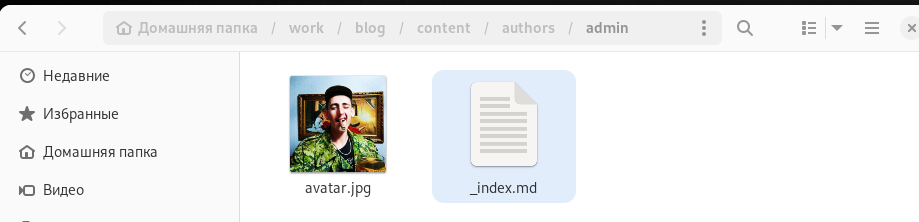 Домашняя папка / work / blog / content / authors / admin
Недавние
Избранные
Домашняя папка
Видео
avatar.jpg
_index.md